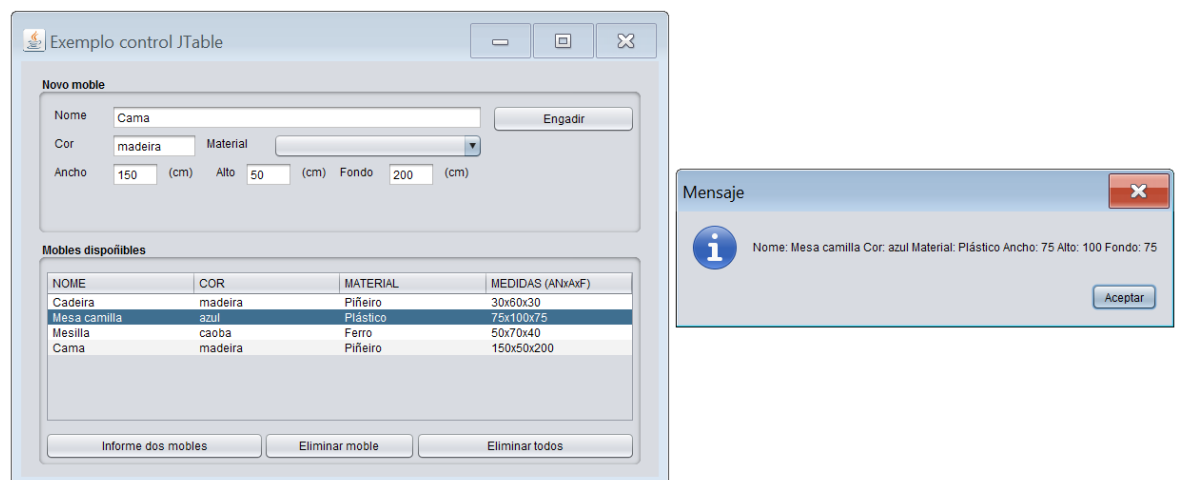 Exemplo control JTable
Novo moble
Nome Cama Engadir
Cor madeira Material
Ancho 150 (cm) Alto 50 (cm) Fondo 200 (cm)
Mobles dispoñibles
NOME COR MATERIAL MEDIDAS (ANxAxF)
Cadeira madeira Piñeiro 30x60x30
Mesa camilla azul Plástico 75x100x75
Mesilla caoba Ferro 50x70x40
Cama madeira Piñeiro 150x50x200
Informe dos mobles Eliminar moble Eliminar todos
Mensaje
Nome: Mesa camilla Cor: azul Material: Plástico Ancho: 75 Alto: 100 Fondo: 75
Aceptar